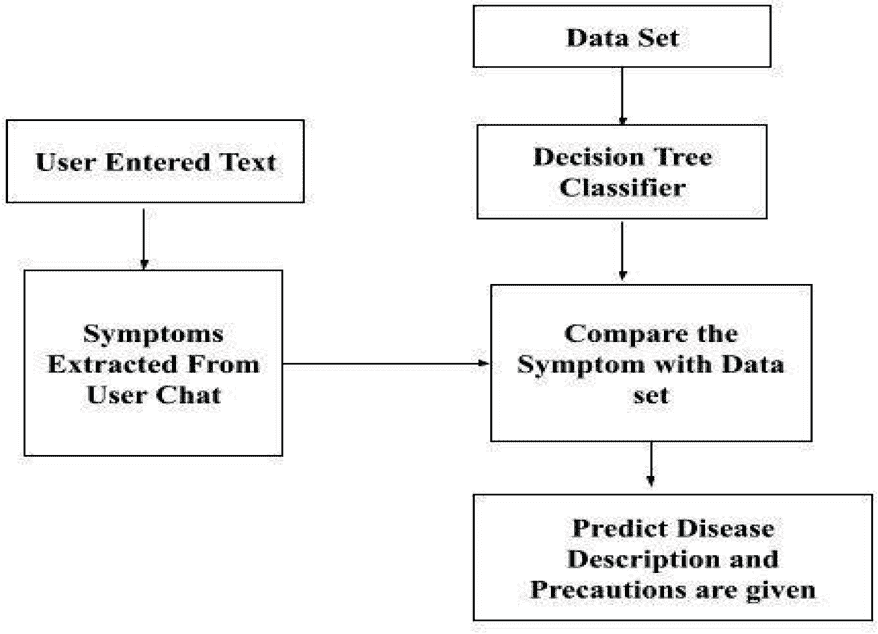 Data Set
User Entered Text
Decision Tree
Classifier
Symptoms
Extracted From
User Chat
Compare the
Symptom with Data
set
Predict Disease
Description and
Precautions are given